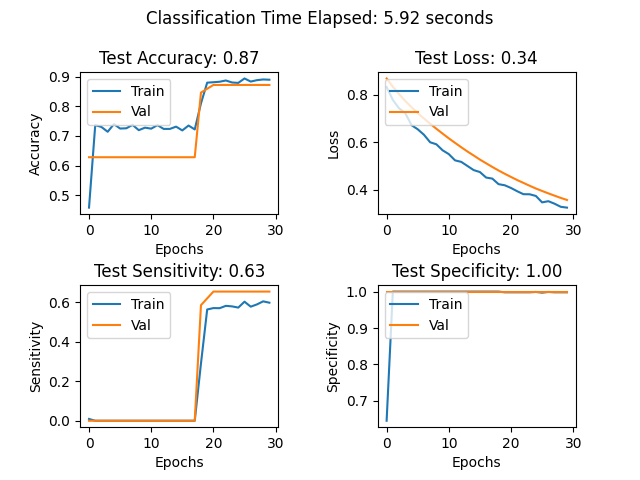 Classification Time Elapsed: 5.92 seconds
Test Accuracy: 0.87
Accuracy
0.9
0.8
0.7
0.6
0.5
Train
Val
0 10 20 30
Epochs
Test Loss: 0.34
Loss
0.8
0.6
0.4
Train
Val
0 10 20 30
Epochs
Test Sensitivity: 0.63
Sensitivity
0.6
0.4
0.2
0.0
Train
Val
0 10 20 30
Epochs
Test Specificity: 1.00
Specificity
1.0
0.9
0.8
0.7
Train
Val
0 10 20 30
Epochs